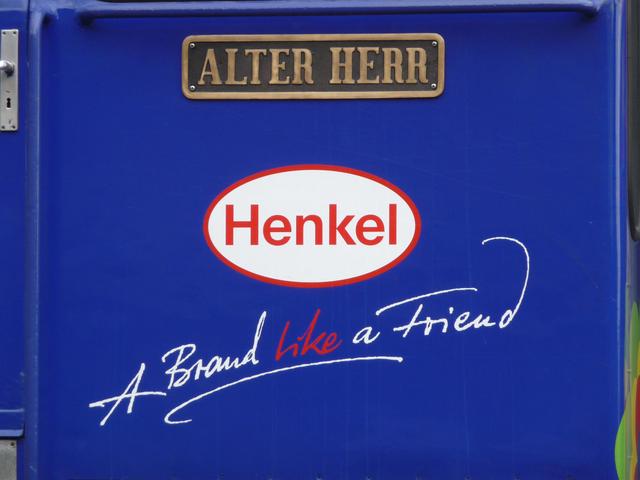 ALTER HERR
Henkel
A Brand like a Friend